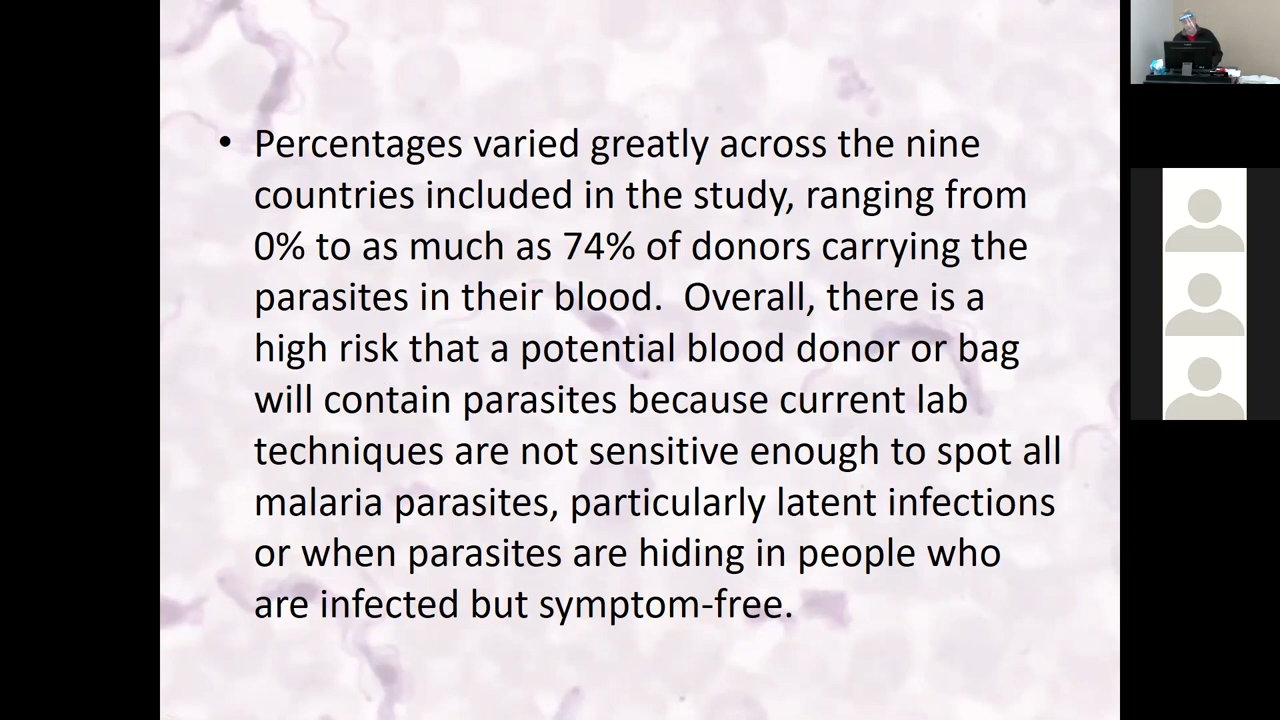 • Percentages varied greatly across the nine
countries included in the study, ranging from
0% to as much as 74% of donors carrying the
parasites in their blood.  Overall, there is a
high risk that a potential blood donor or bag
will contain parasites because current lab
techniques are not sensitive enough to spot all
malaria parasites, particularly latent infections
or when parasites are hiding in people who
are infected but symptom-free.